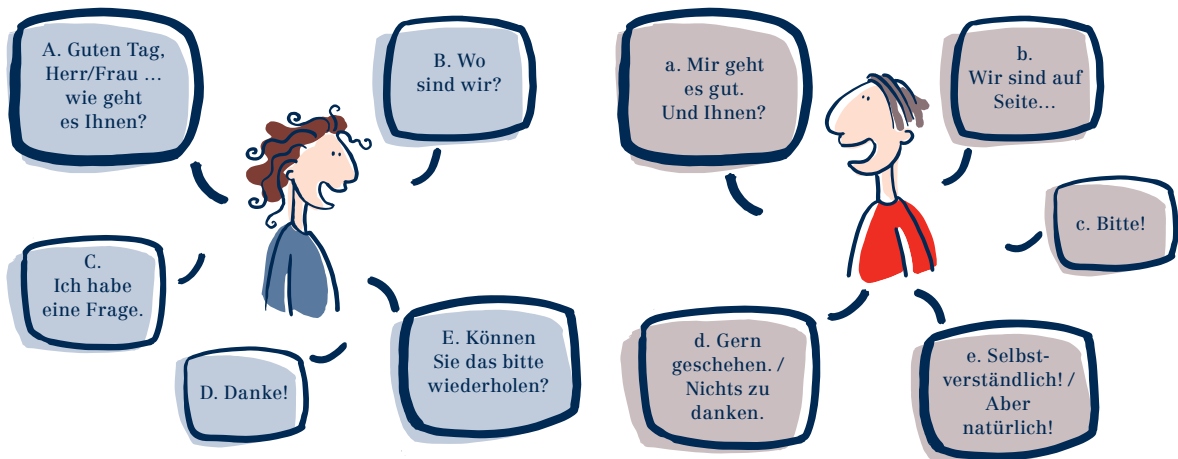 A. Guten Tag,
Herr/Frau ...
wie geht
es Ihnen?
B. Wo
sind wir?
C.
Ich habe
eine Frage.
D. Danke!
E. Können
Sie das bitte
wiederholen?
a. Mir geht
es gut.
Und Ihnen?
b.
Wir sind auf
Seite...
c. Bitte!
d. Gern
geschehen. /
Nichts zu
danken.
e. Selbst-
verständlich! /
Aber
natürlich!